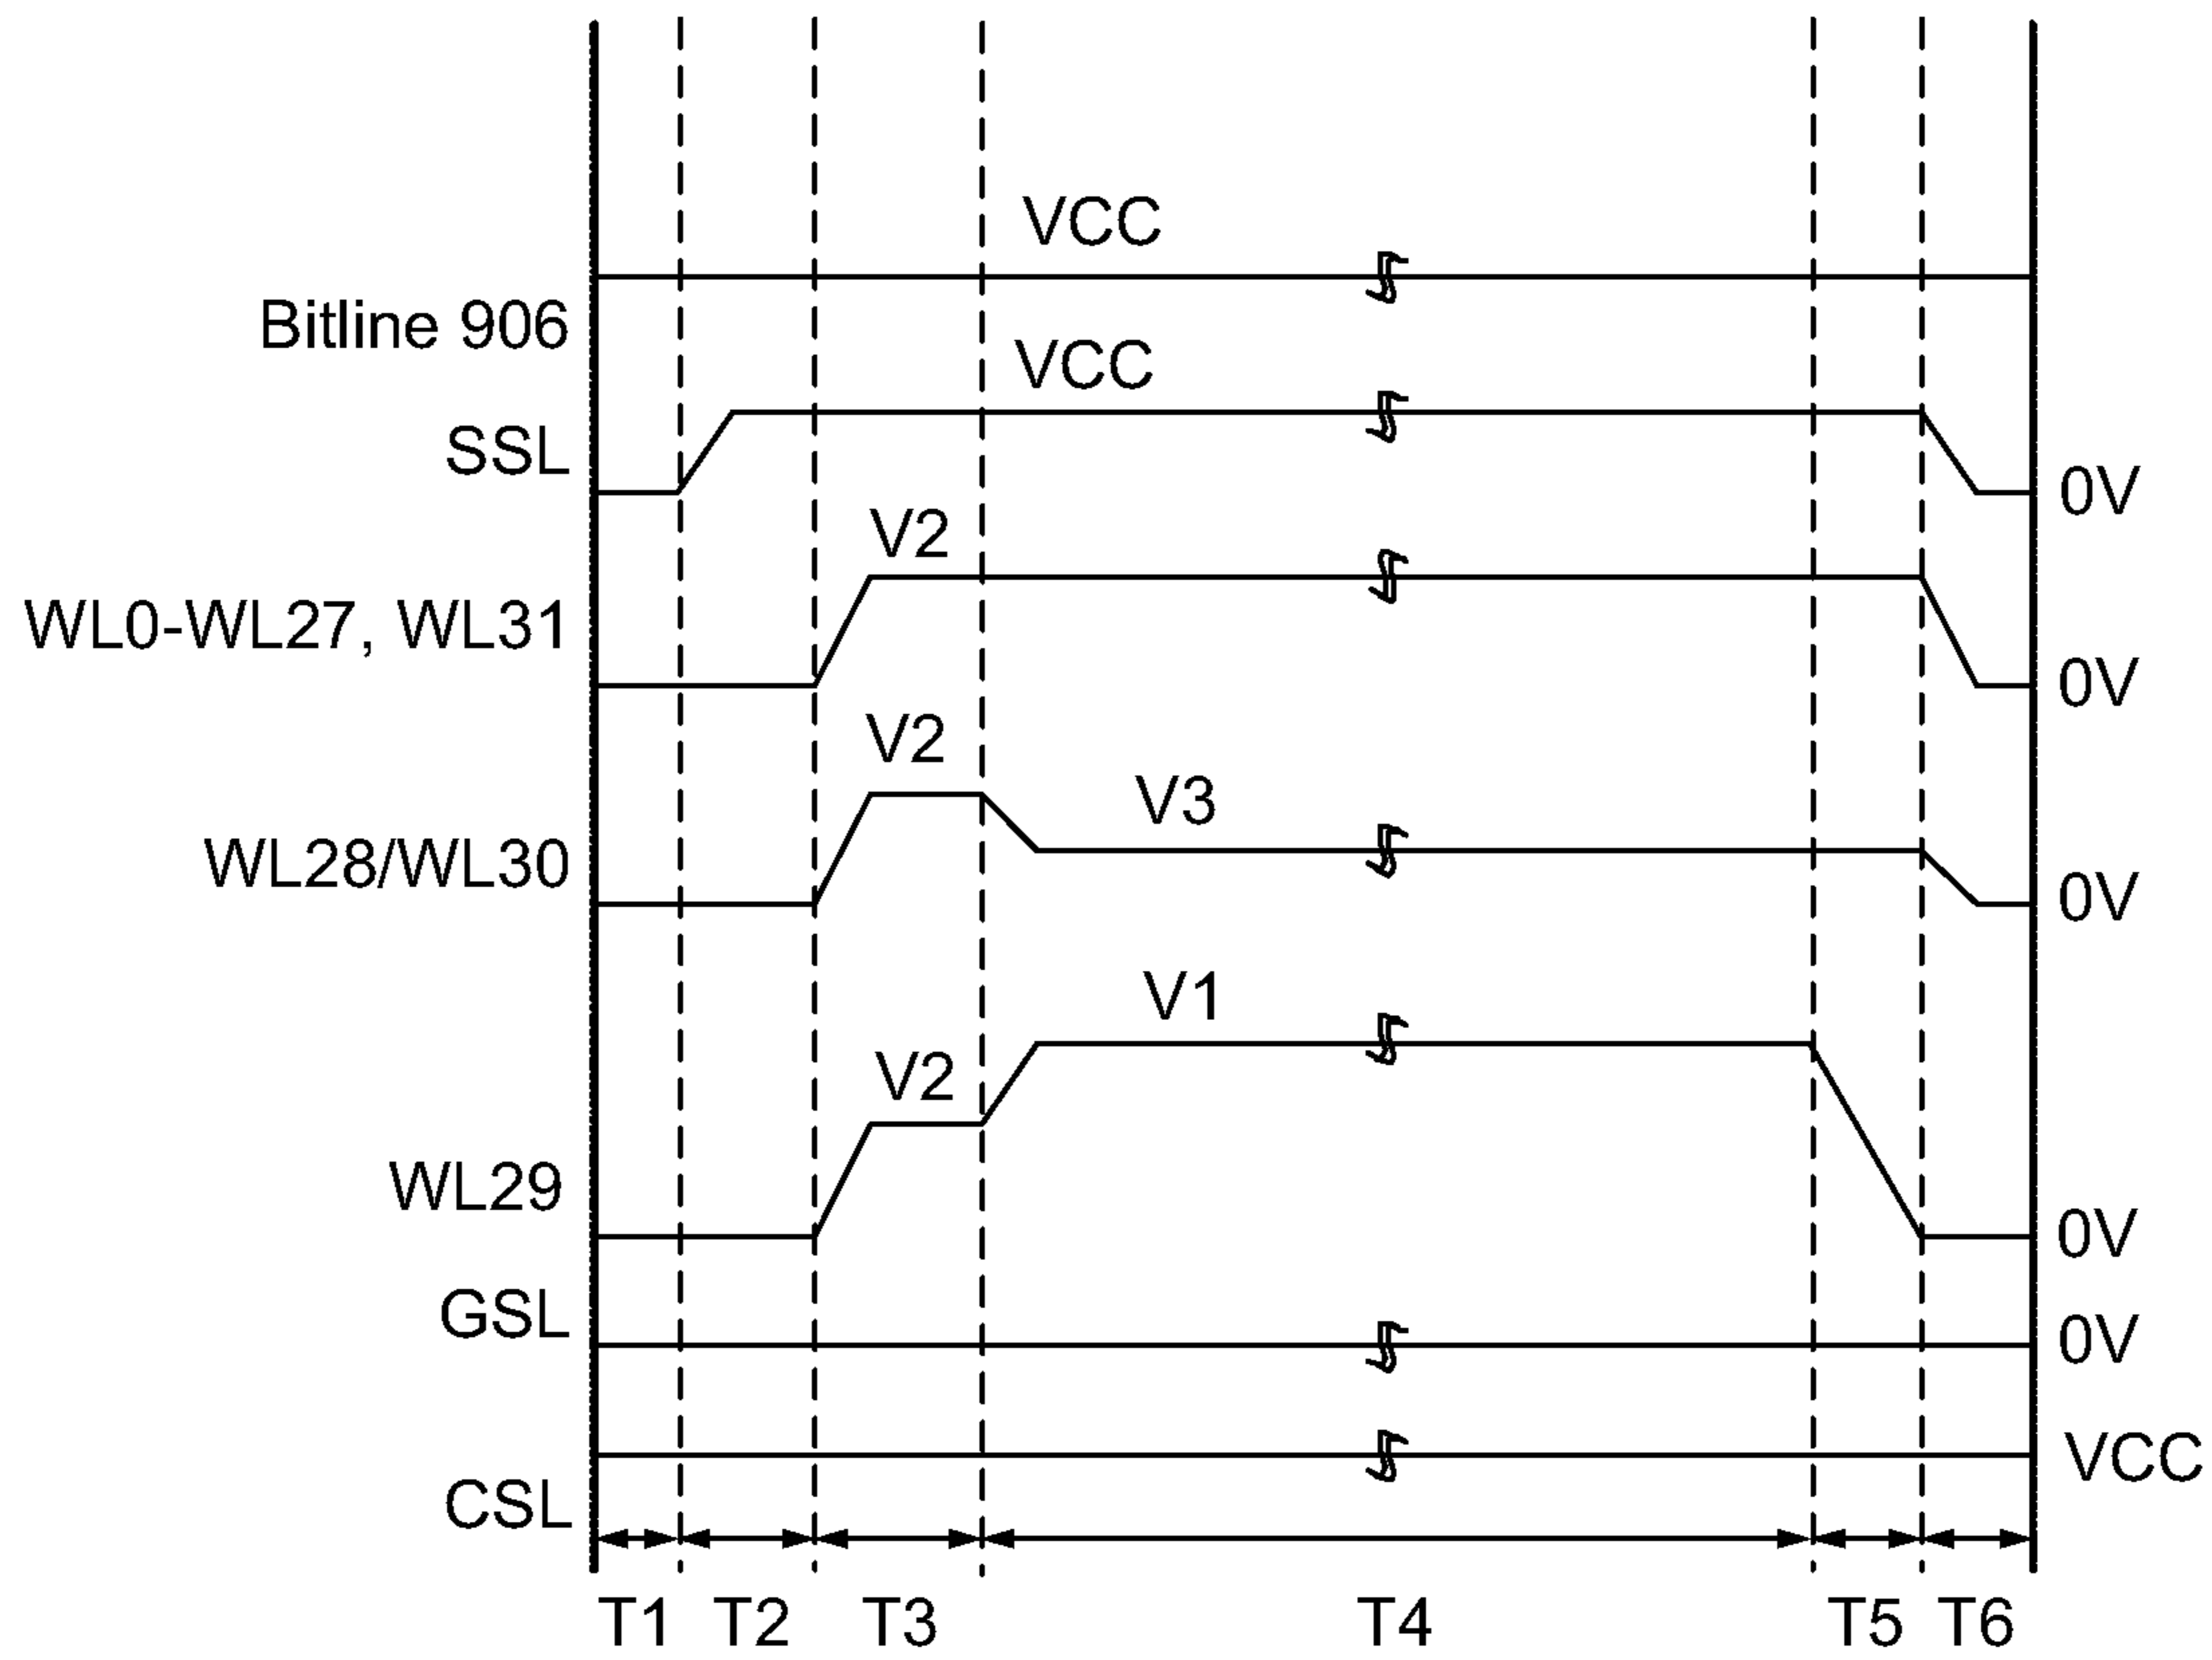 VCC
Bitline 906
VCC
SSL
0V
V2
WL0-WL27, WL31
0V
V2
V3
WL28/WL30
0V
V1
V2
WL29
0V
GSL
0V
VCC
CSL
T1 T2 T3 T4 T5 T6